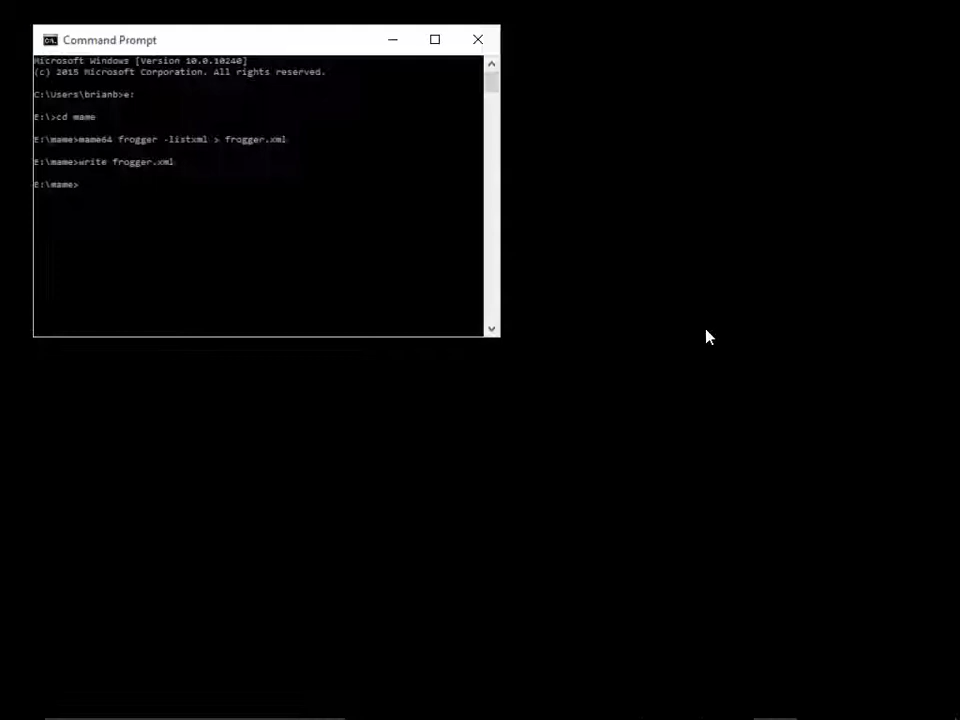 Command Prompt
Microsoft Windows [Version 10.0.10240]
(c) 2015 Microsoft Corporation. All rights reserved.
C:\Users\brianb>e:
E:\>cd mame
E:\mame>mame64 frogger -listxml > frogger.xml
E:\mame>write frogger.xml
E:\mame>